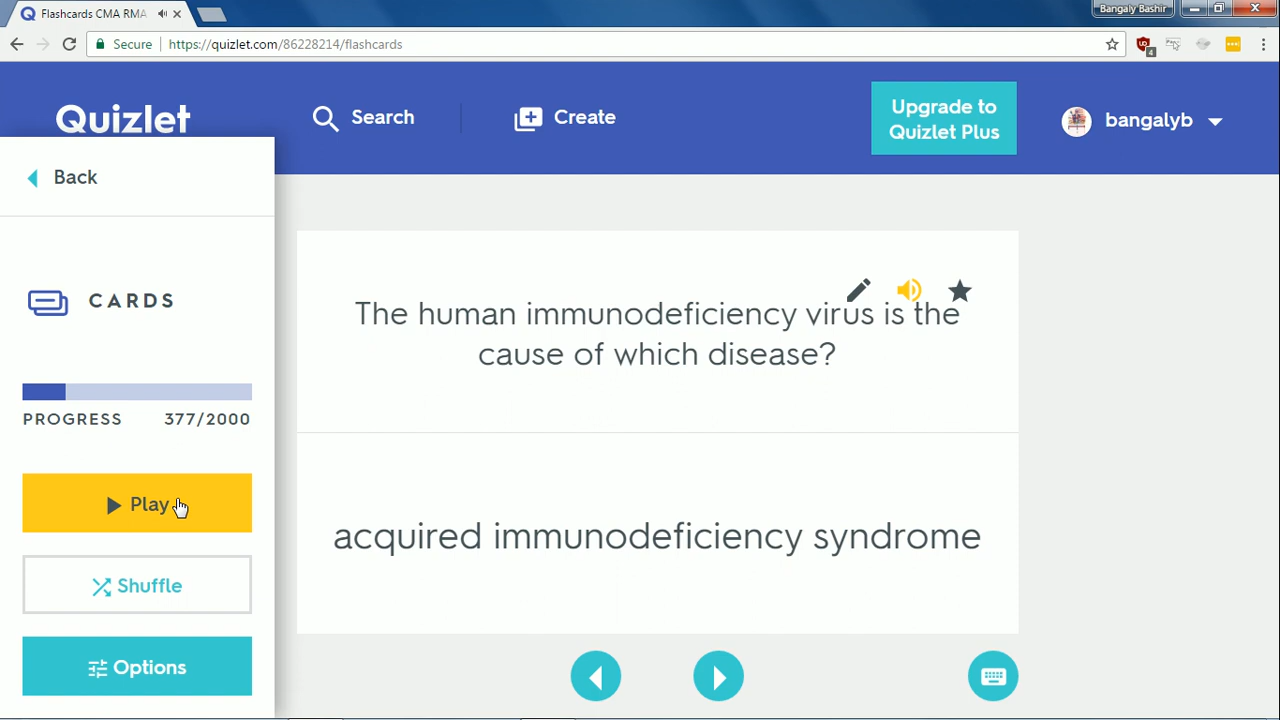 Flashcards CMA RMA
Bangaly Bashir
Secure
https://quizlet.com/86228214/flashcards
4
Quizlet
Search
Create
Upgrade to
Quizlet Plus
bangalyb
Back
CARDS
PROGRESS 377/2000
Play
Shuffle
Options
The human immunodeficiency virus is the
cause of which disease?
acquired immunodeficiency syndrome